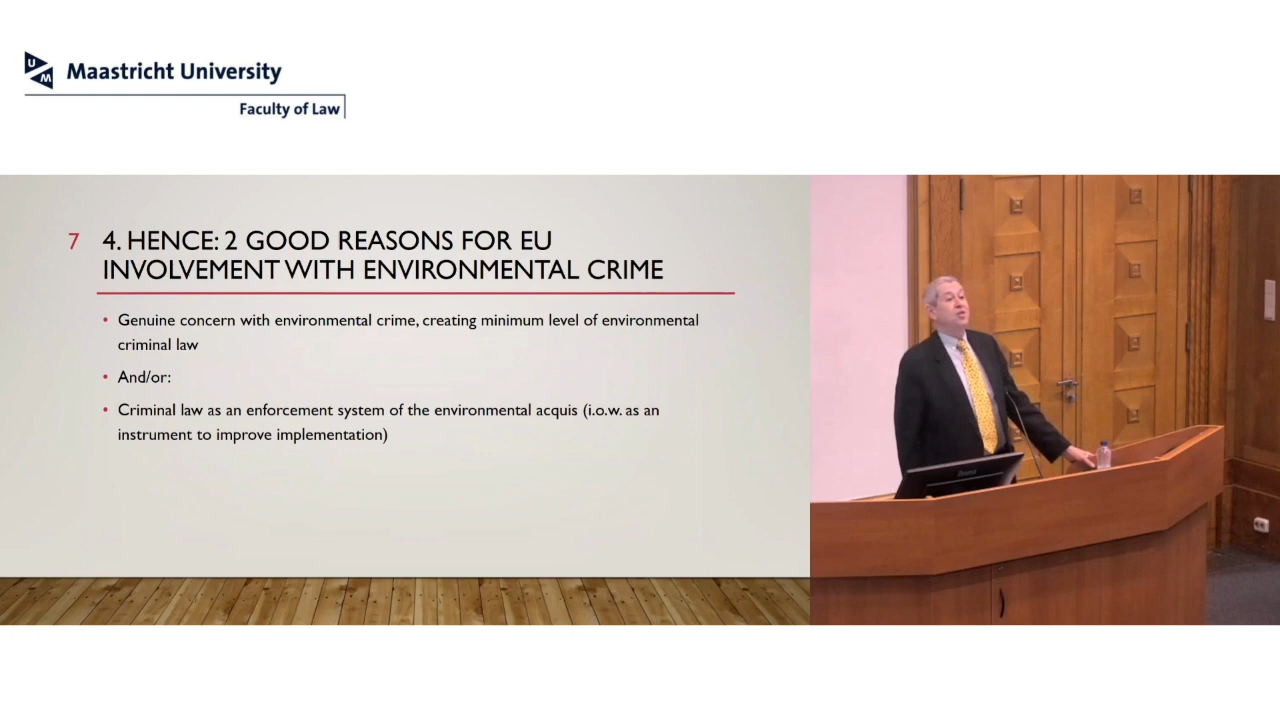 U
M
Maastricht University
Faculty of Law
7
4. HENCE: 2 GOOD REASONS FOR EU
INVOLVEMENT WITH ENVIRONMENTAL CRIME
• Genuine concern with environmental crime, creating minimum level of environmental
criminal law
• And/or:
• Criminal law as an enforcement system of the environmental acquis (i.o.w. as an
instrument to improve implementation)